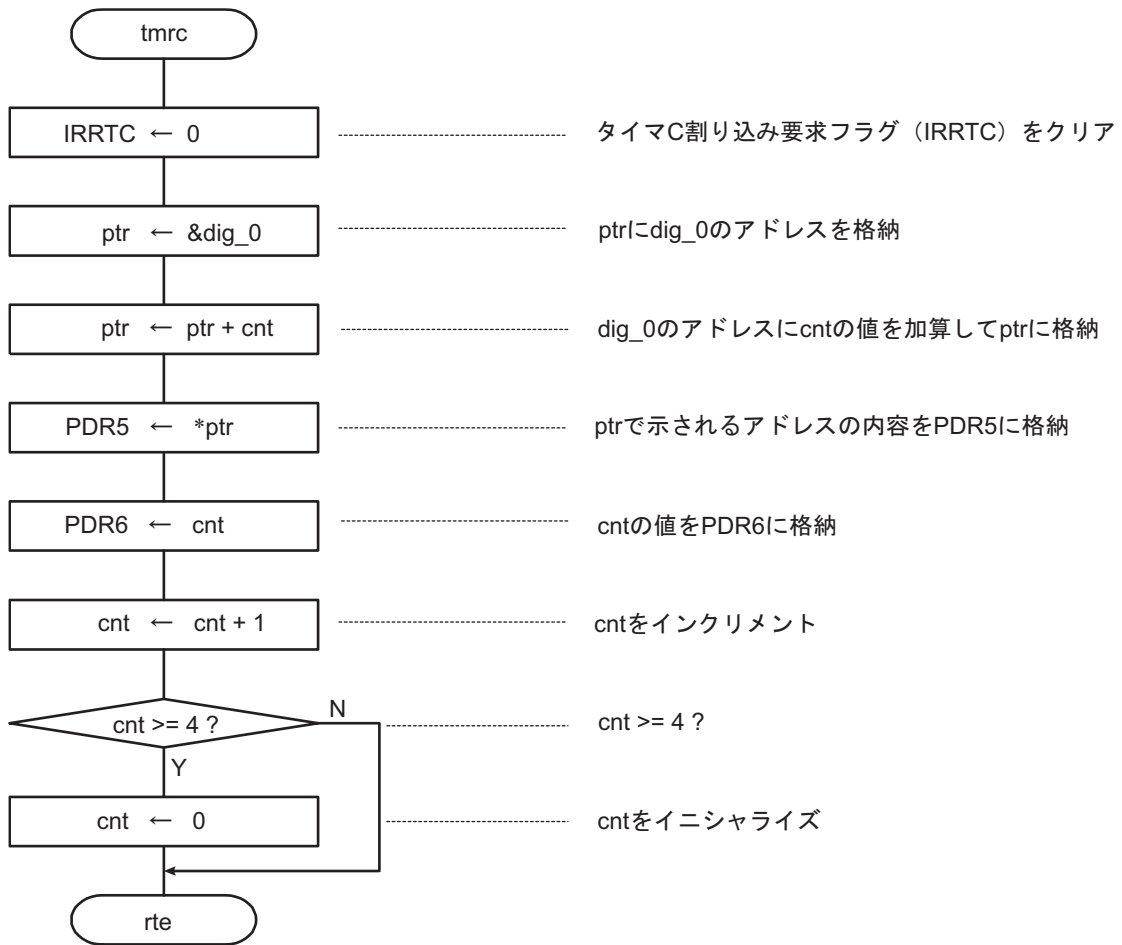 tmrc
IRRTC ← 0
タイマC割り込み要求フラグ（IRRTC）をクリア
ptr ← &dig_0
ptrにdig_0のアドレスを格納
ptr ← ptr + cnt
dig_0のアドレスにcntの値を加算してptrに格納
PDR5 ← *ptr
ptrで示されるアドレスの内容をPDR5に格納
PDR6 ← cnt
cntの値をPDR6に格納
cnt ← cnt + 1
cntをインクリメント
cnt >= 4 ?
N
cnt >= 4 ?
Y
cnt ← 0
cntをイニシャライズ
rte